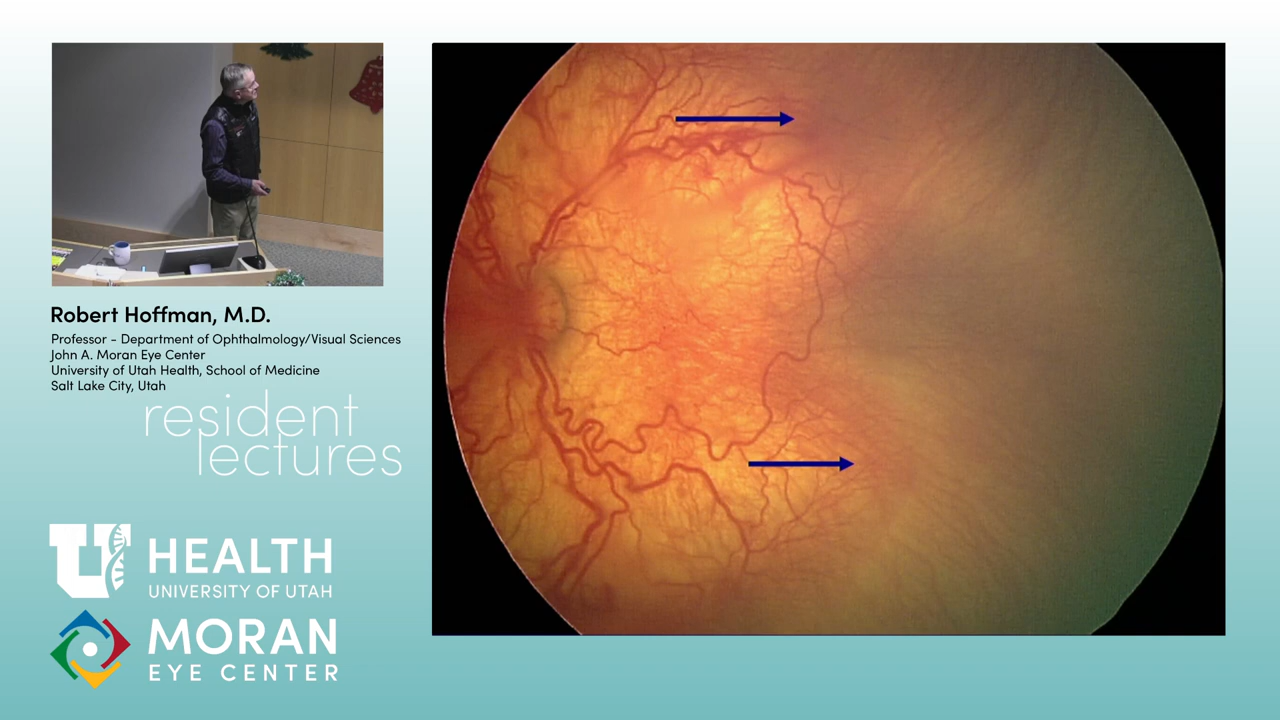 Robert Hoffman, M.D.
Professor - Department of Ophthalmology/Visual Sciences
John A. Moran Eye Center
University of Utah Health, School of Medicine
Salt Lake City, Utah
resident
lectures
U HEALTH
UNIVERSITY OF UTAH
MORAN
EYE CENTER